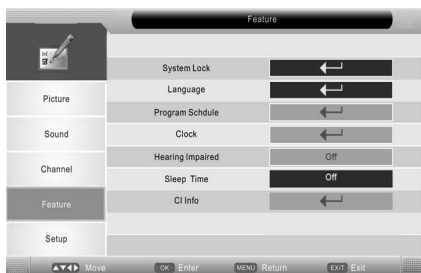 Feature
System Lock
Language
Picture
Program Schdule
Sound
Clock
Hearing Impaired Off
Channel
Sleep Time Off
Feature
CI Info
Setup
Move OK Enter MENU Return EXIT Exit